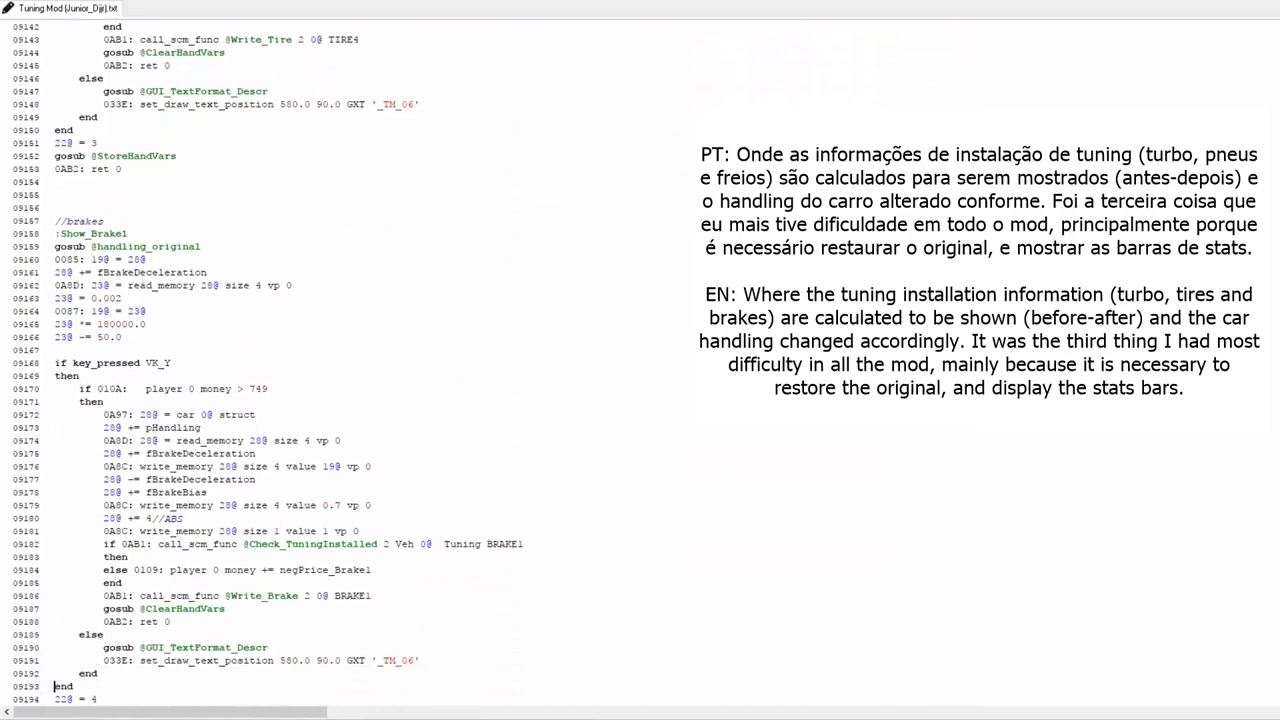 Tuning Mod (Junior_Djjr).txt
09142 end
09143 0AB1: call_scm_func @Write_Tire 2 0@ TIRE4
09144 gosub @ClearHandVars
09145 0AB2: ret 0
09146 else
09147 gosub @GUI_TextFormat_Descr
09148 033E: set_draw_text_position 580.0 90.0 GXT '_TM_06'
09149 end
09150 end
09151 22@ = 3
09152 gosub @StoreHandVars
09153 0AB2: ret 0
09154
09155
09156
09157 //brakes
09158 :Show_Brake1
09159 gosub @handling_original
09160 0085: 19@ = 28@
09161 28@ += fBrakeDeceleration
09162 0A8D: 23@ = read_memory 28@ size 4 vp 0
09163 23@ = 0.002
09164 0087: 19@ = 23@
09165 23@ *= 180000.0
09166 23@ -= 50.0
09167
09168 if key_pressed VK_Y
09169 then
09170 if 010A: player 0 money > 749
09171 then
09172 0A97: 28@ = car 0@ struct
09173 28@ += pHandling
09174 0A8D: 28@ = read_memory 28@ size 4 vp 0
09175 28@ += fBrakeDeceleration
09176 0A8C: write_memory 28@ size 4 value 19@ vp 0
09177 28@ -= fBrakeDeceleration
09178 28@ += fBrakeBias
09179 0A8C: write_memory 28@ size 4 value 0.7 vp 0
09180 28@ += 4//ABS
09181 0A8C: write_memory 28@ size 1 value 1 vp 0
09182 if 0AB1: call_scm_func @Check_TuningInstalled 2 Veh 0@ Tuning BRAKE1
09183 then
09184 else 0109: player 0 money += negPrice_Brake1
09185 end
09186 0AB1: call_scm_func @Write_Brake 2 0@ BRAKE1
09187 gosub @ClearHandVars
09188 0AB2: ret 0
09189 else
09190 gosub @GUI_TextFormat_Descr
09191 033E: set_draw_text_position 580.0 90.0 GXT '_TM_06'
09192 end
09193 end
09194 22@ = 4
PT: Onde as informações de instalação de tuning (turbo, pneus
e freios) são calculados para serem mostrados (antes-depois) e
o handling do carro alterado conforme. Foi a terceira coisa que
eu mais tive dificuldade em todo o mod, principalmente porque
é necessário restaurar o original, e mostrar as barras de stats.
EN: Where the tuning installation information (turbo, tires and
brakes) are calculated to be shown (before-after) and the car
handling changed accordingly. It was the third thing I had most
difficulty in all the mod, mainly because it is necessary to
restore the original, and display the stats bars.